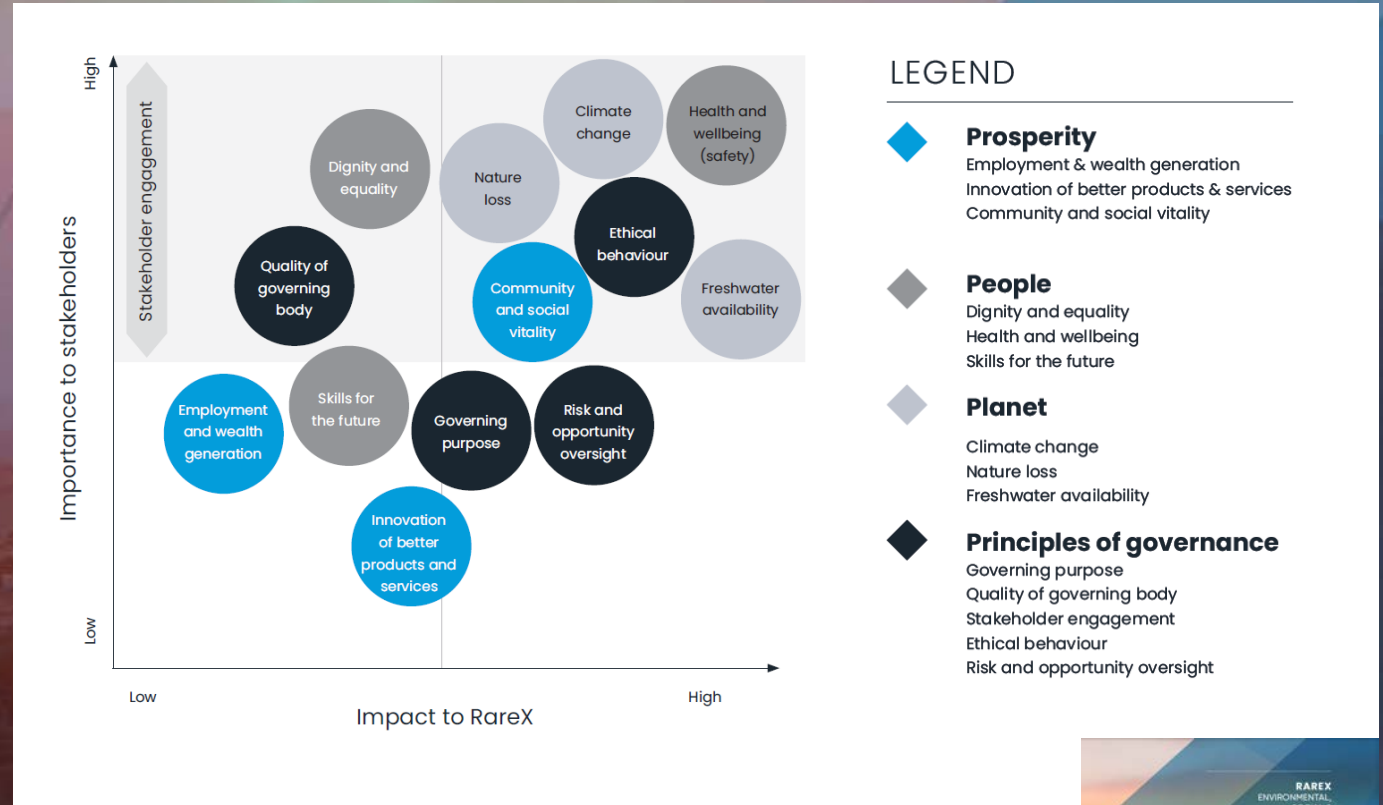 High
Stakeholder engagement
Importance to stakeholders
Low
Climate
change
Health and
wellbeing
(safety)
Dignity and
equality
Nature
loss
Ethical
behaviour
Quality of
governing
body
Community
and social
vitality
Freshwater
availability
Employment
and wealth
generation
Skills for
the future
Governing
purpose
Risk and
opportunity
oversight
Innovation
of better
products and
services
Low
High
Impact to RareX
LEGEND
Prosperity
Employment & wealth generation
Innovation of better products & services
Community and social vitality
People
Dignity and equality
Health and wellbeing
Skills for the future
Planet
Climate change
Nature loss
Freshwater availability
Principles of governance
Governing purpose
Quality of governing body
Stakeholder engagement
Ethical behaviour
Risk and opportunity oversight
RAREX
ENVIRONMENTAL,